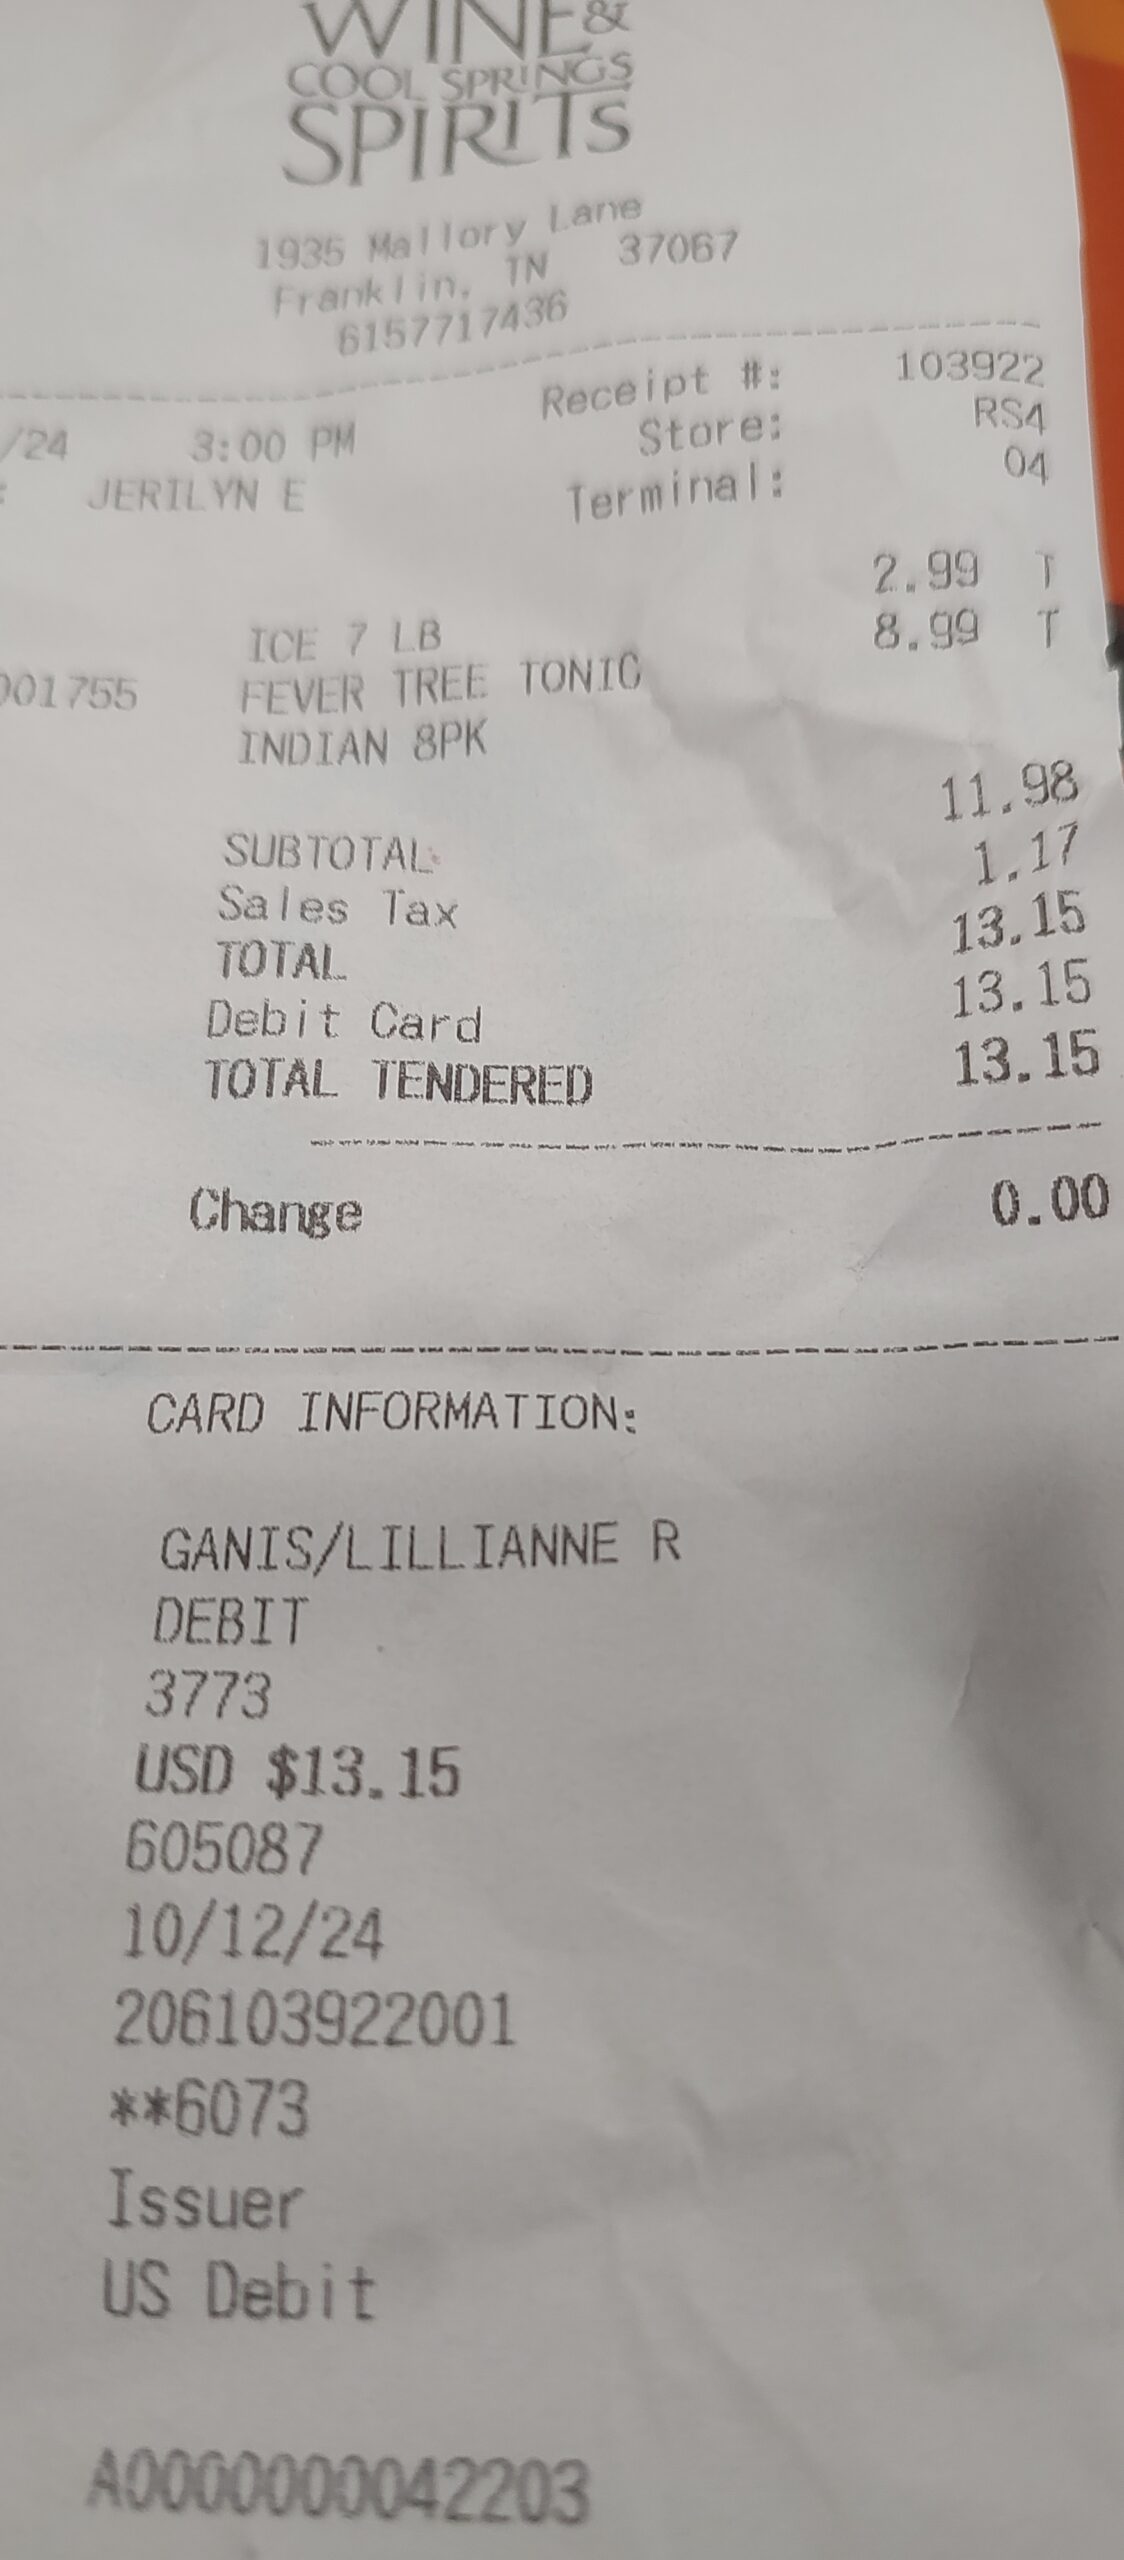 WINE &
COOL SPRINGS
SPIRITS
1935 Mallory Lane
Franklin, TN 37067
6157717436
Receipt #: 103922
/24 3:00 PM Store: RS4
: JERILYN E Terminal: 04
ICE 7 LB 2.99 T
001755 FEVER TREE TONIC 8.99 T
INDIAN 8PK
SUBTOTAL 11.98
Sales Tax 1.17
TOTAL 13.15
Debit Card 13.15
TOTAL TENDERED 13.15
Change 0.00
CARD INFORMATION:
GANIS/LILLIANNE R
DEBIT
3773
USD $13.15
605087
10/12/24
206103922001
**6073
Issuer
US Debit
A0000000042203